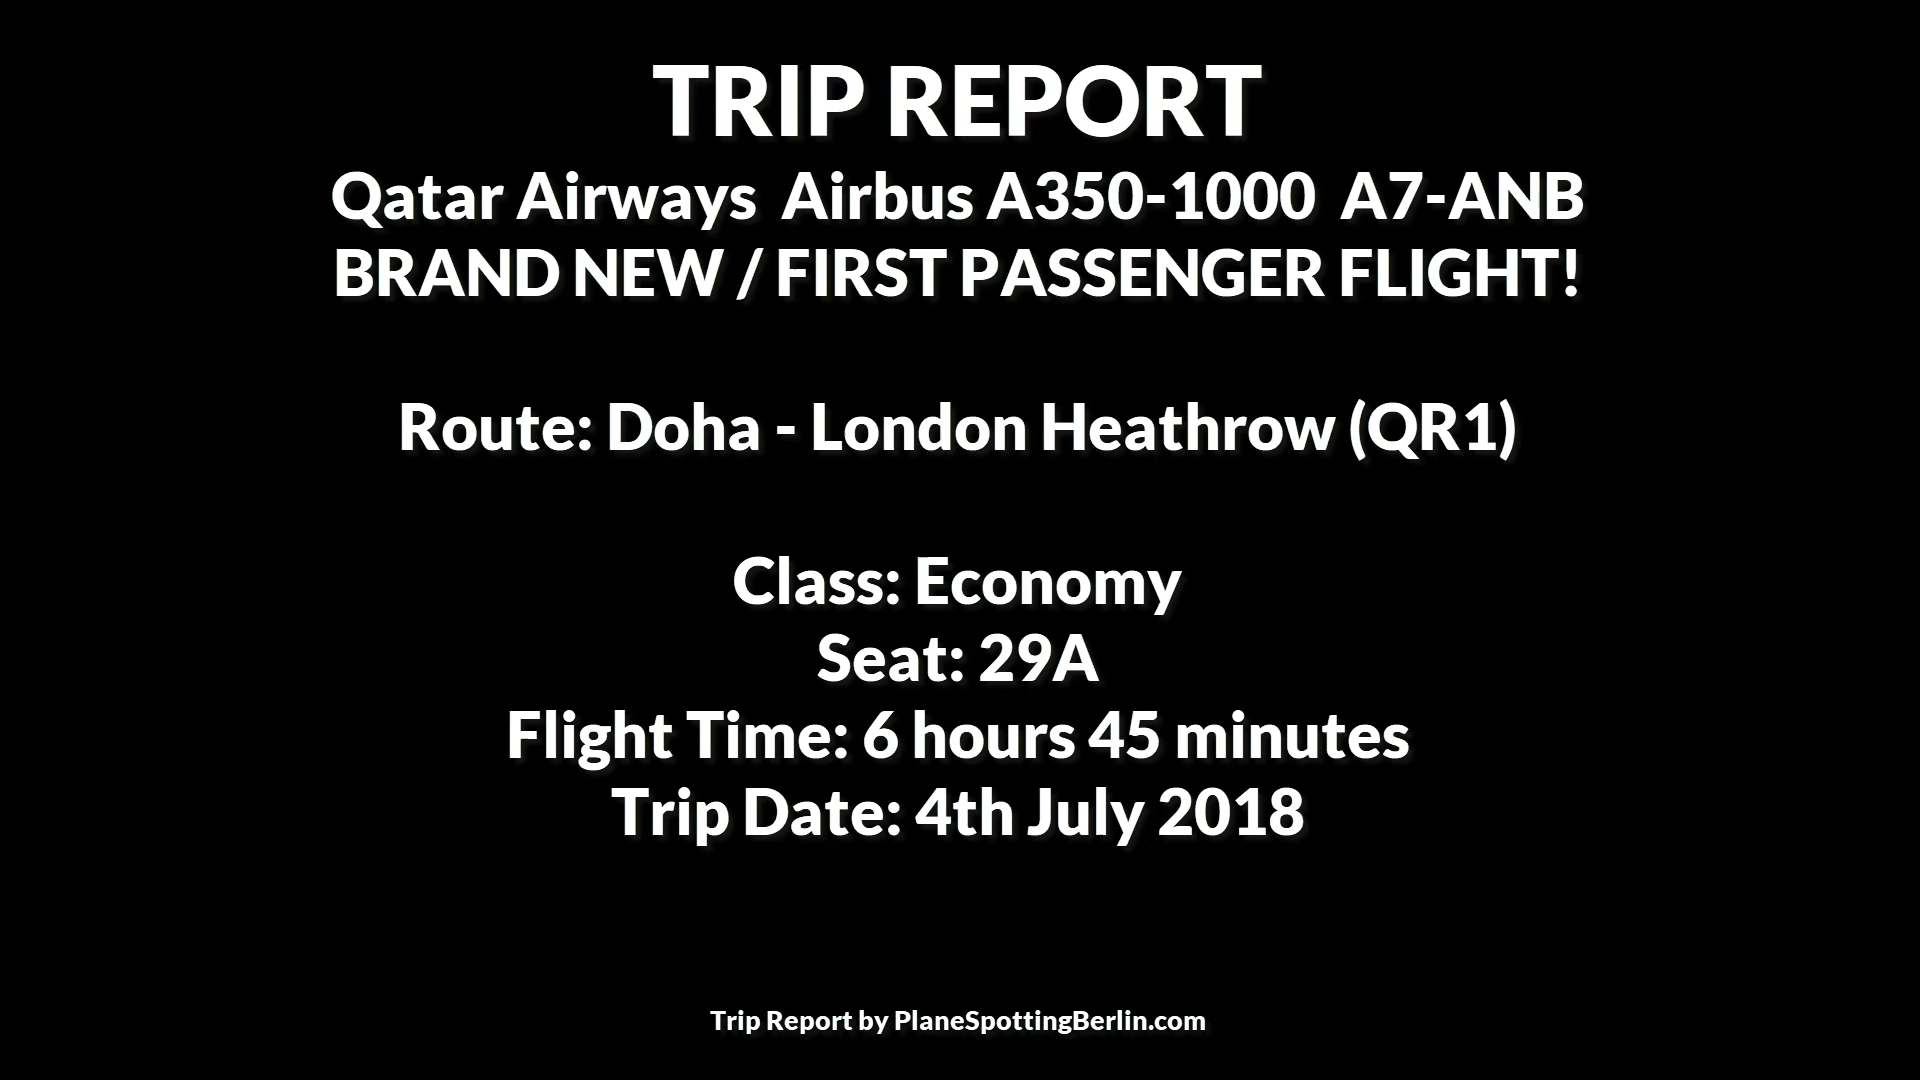 TRIP REPORT
Qatar Airways  Airbus A350-1000  A7-ANB
BRAND NEW / FIRST PASSENGER FLIGHT!
Route: Doha - London Heathrow (QR1)
Class: Economy
Seat: 29A
Flight Time: 6 hours 45 minutes
Trip Date: 4th July 2018
Trip Report by PlaneSpottingBerlin.com